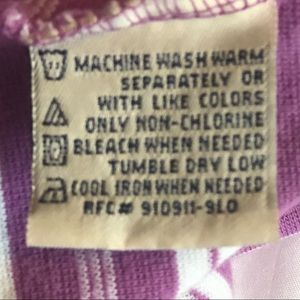 MACHINE WASH WARM
SEPARATELY OR
WITH LIKE COLORS
ONLY NON-CHLORINE
BLEACH WHEN NEEDED
TUMBLE DRY LOW
COOL IRON WHEN NEEDED
RFC# 910911-9L0